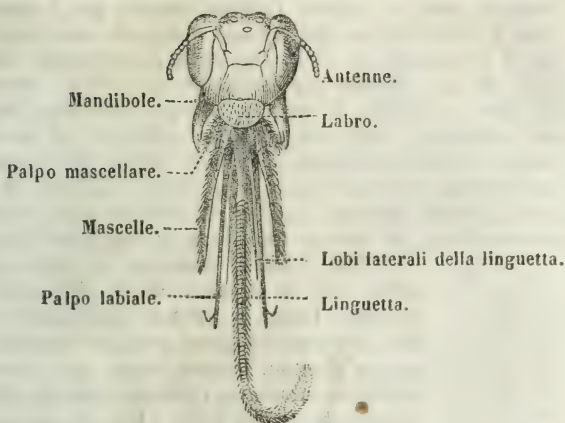 Antenne.
Mandibole.
Labro.
Palpo mascellare.
Mascelle.
Lobi laterali della linguetta.
Palpo labiale.
Linguetta.